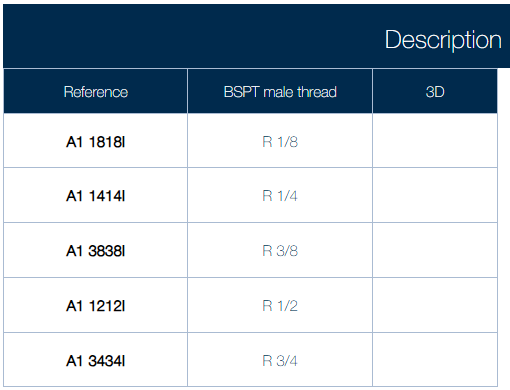 Description
Reference BSPT male thread 3D
A1 1818I R 1/8
A1 1414I R 1/4
A1 3838I R 3/8
A1 1212I R 1/2
A1 3434I R 3/4